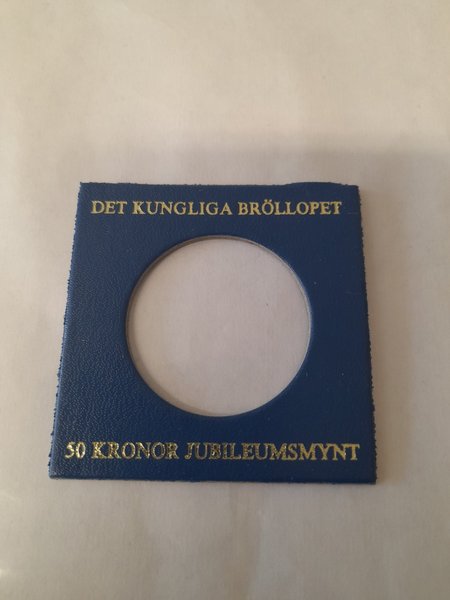 DET KUNGLIGA BRÖLLOPET
50 KRONOR JUBILEUMSMYNT